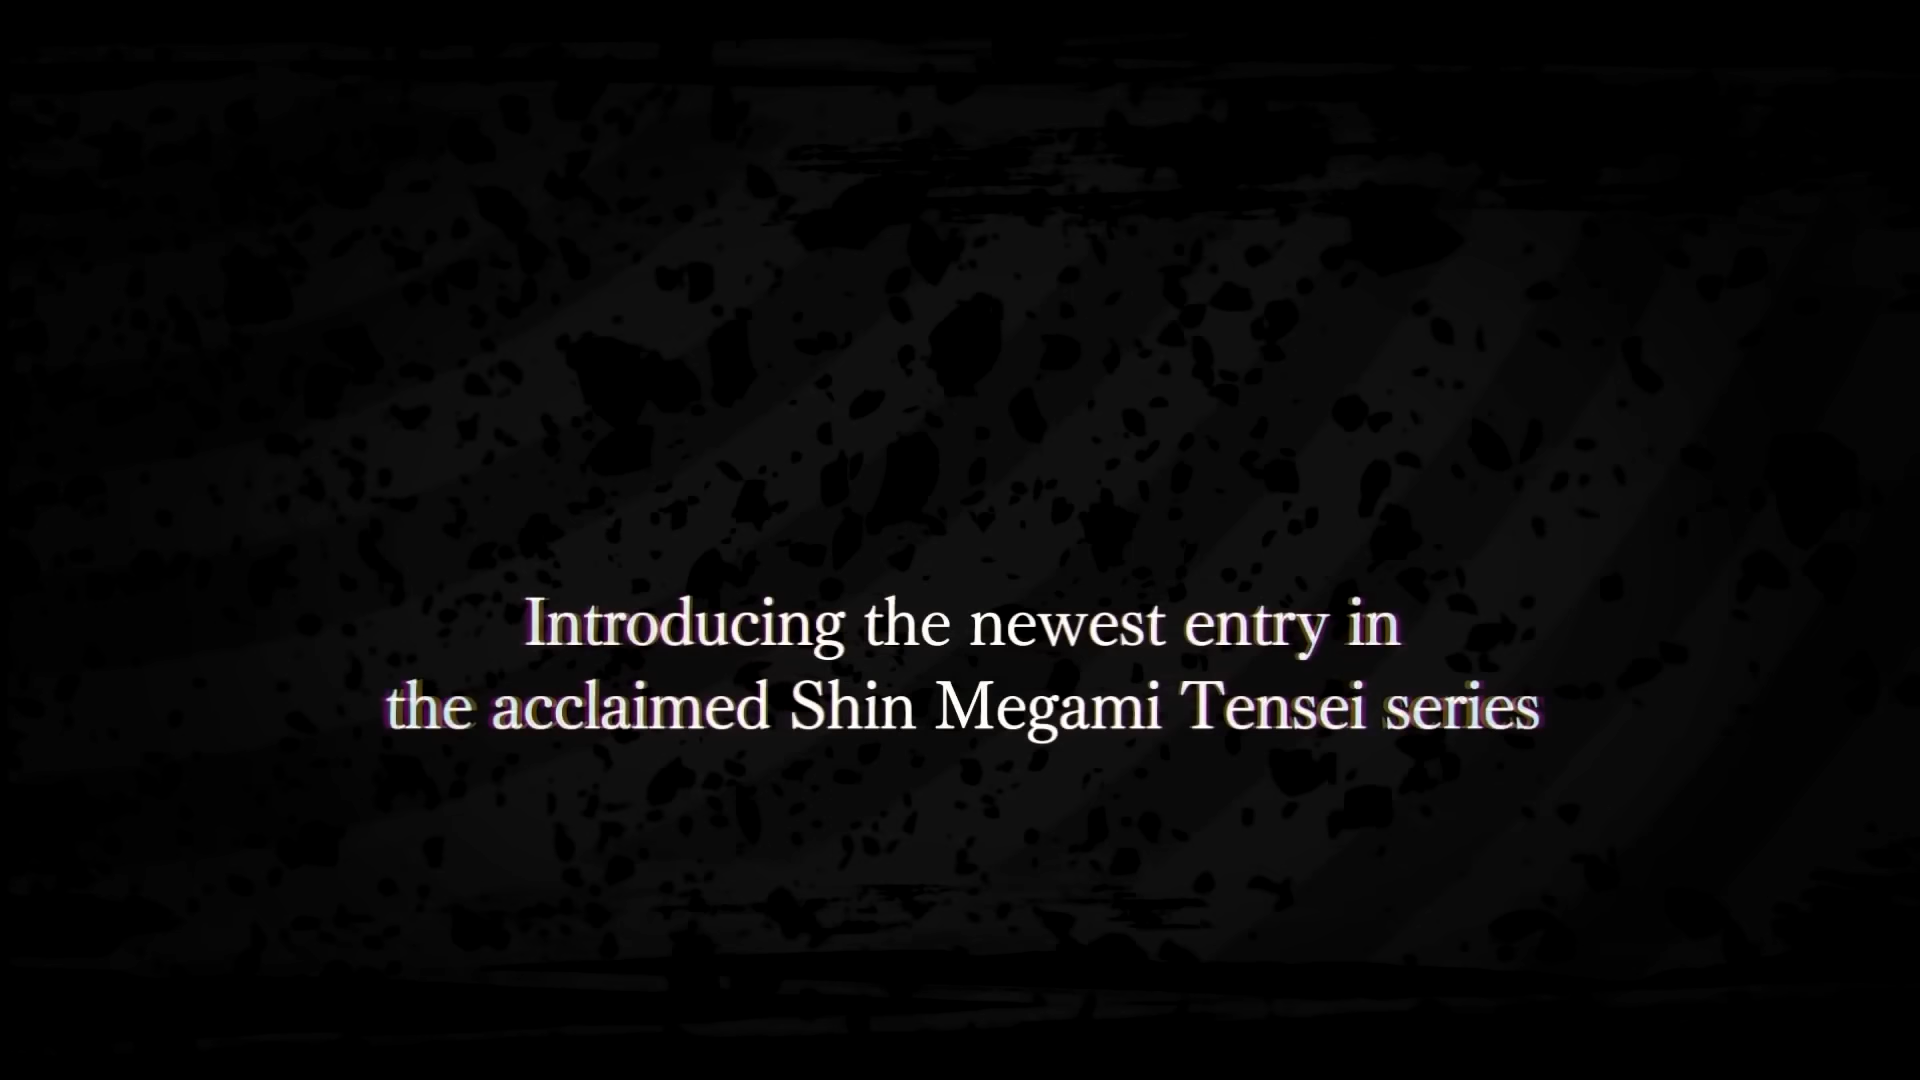 Introducing the newest entry in
the acclaimed Shin Megami Tensei series